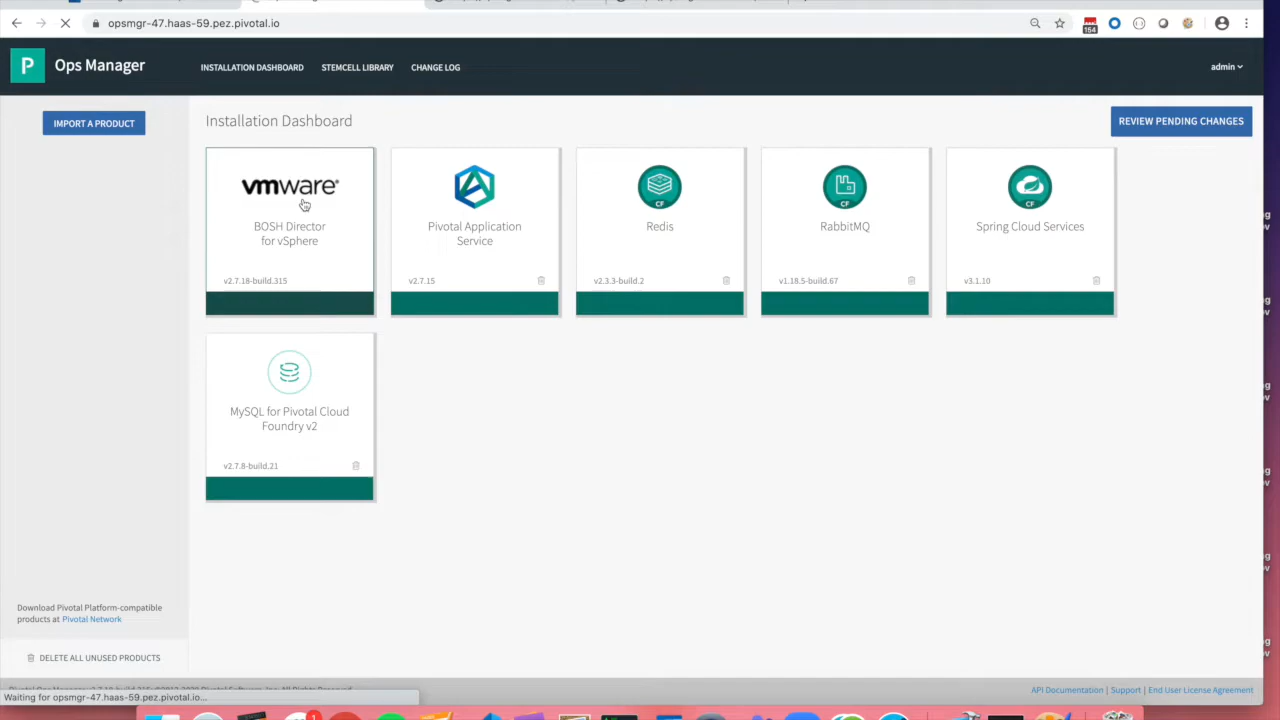 opsmgr-47.haas-59.pez.pivotal.io
154
P Ops Manager
INSTALLATION DASHBOARD
STEMCELL LIBRARY
CHANGE LOG
admin
IMPORT A PRODUCT
Installation Dashboard
REVIEW PENDING CHANGES
vmware
BOSH Director
for vSphere
v2.7.18-build.315
Pivotal Application
Service
v2.7.15
CF
Redis
v2.3.3-build.2
CF
RabbitMQ
v1.18.5-build.67
CF
Spring Cloud Services
v3.1.10
MySQL for Pivotal Cloud
Foundry v2
v2.7.8-build.21
Download Pivotal Platform-compatible
products at Pivotal Network
DELETE ALL UNUSED PRODUCTS
Waiting for opsmgr-47.haas-59.pez.pivotal.io...
API Documentation | Support | End User License Agreement